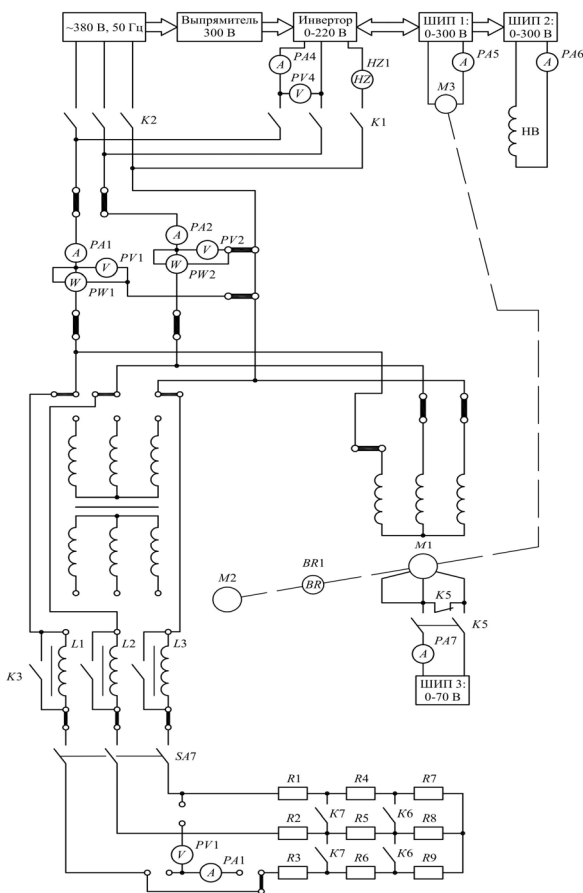 ~380 В, 50 Гц
Выпрямитель
300 В
Инвертор
0-220 В
ШИП 1:
0-300 В
ШИП 2:
0-300 В
PA4
A
PV4
V
HZ1
HZ
A
PA5
M3
A
PA6
НВ
K2
K1
A
PA1
V
PV1
W
PW1
A
PA2
V
PV2
W
PW2
M1
BR1
BR
M2
K5
K5
PA7
A
ШИП 3:
0-70 В
L1
L2
L3
K3
SA7
R1
R4
R7
K7
K6
R2
R5
R8
K7
K6
R3
R6
R9
PV1
V
PA1
A